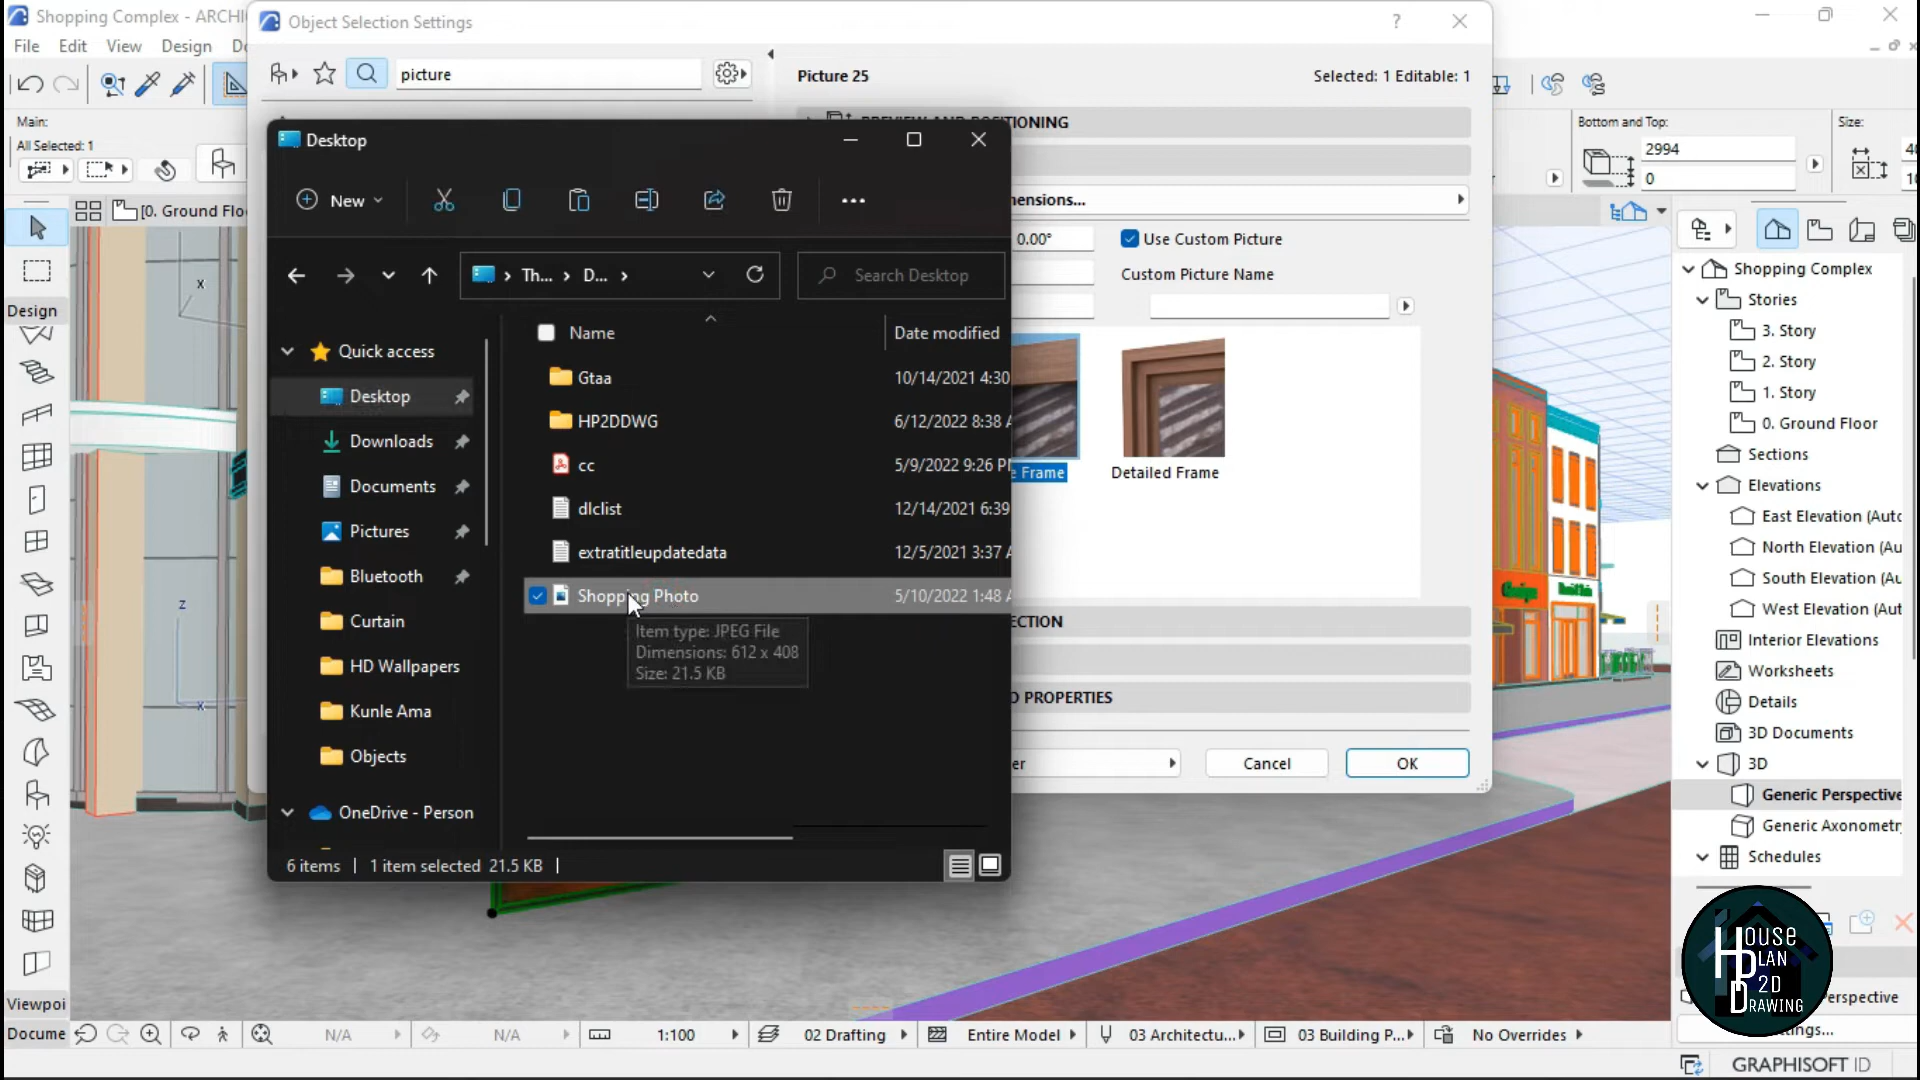 Shopping Complex - ARCHI
Object Selection Settings
?
File Edit View Design D
picture
Picture 25
Selected: 1 Editable: 1
Main:
All Selected: 1
Bottom and Top:
Size:
2994
0
Desktop
New
TIONING
nensions...
0.00°
Use Custom Picture
Custom Picture Name
[0. Ground Floo
Th... > D... >
Search Desktop
Name
Date modified
Design
Quick access
Desktop
Downloads
Documents
Pictures
Bluetooth
Curtain
HD Wallpapers
Kunle Ama
Objects
OneDrive - Person
Gtaa 10/14/2021 4:30
HP2DDWG 6/12/2022 8:38 A
cc 5/9/2022 9:26 PM
dlclist 12/14/2021 6:39
extratitleupdatedata 12/5/2021 3:37 A
Shopping Photo 5/10/2022 1:48 A
Item type: JPEG File
Dimensions: 612 x 408
Size: 21.5 KB
6 items | 1 item selected 21.5 KB |
e Frame
Detailed Frame
ECTION
D PROPERTIES
er
Cancel
OK
x
z
x
Shopping Complex
Stories
3. Story
2. Story
1. Story
0. Ground Floor
Sections
Elevations
East Elevation (Auto
North Elevation (Au
South Elevation (Au
West Elevation (Aut
Interior Elevations
Worksheets
Details
3D Documents
3D
Generic Perspective
Generic Axonometr
Schedules
House
Plan
2D
Drawing
Perspective
ttings...
Viewpoi
Docume
N/A
N/A
1:100
02 Drafting
Entire Model
03 Architectu...
03 Building P...
No Overrides
GRAPHISOFT ID